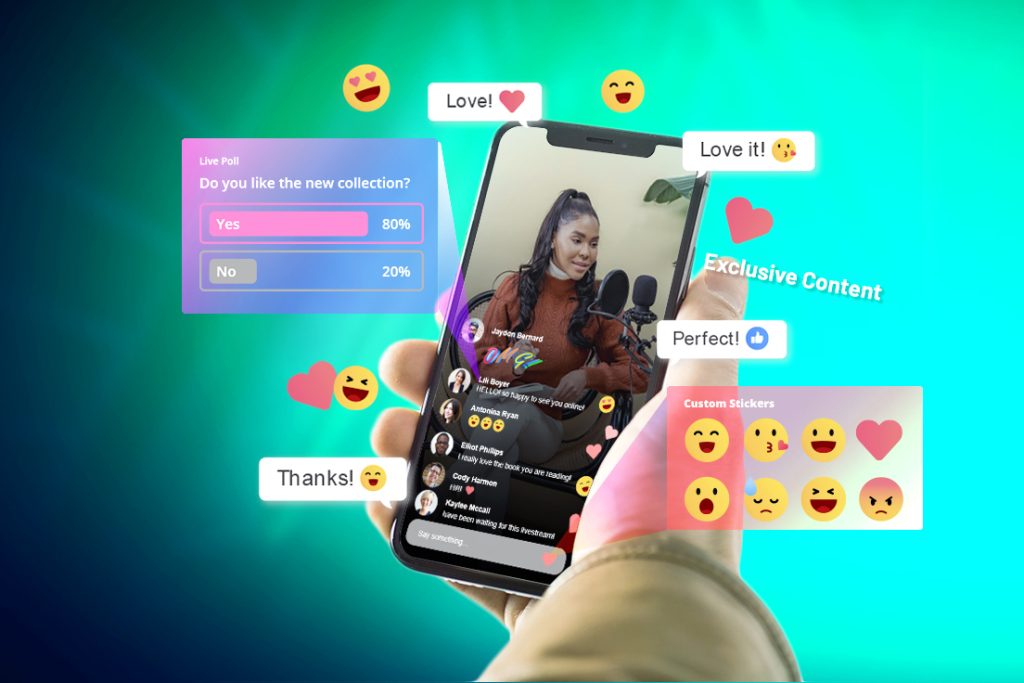 Love!
Love it!
Live Poll
Do you like the new collection?
Yes 80%
No 20%
Exclusive Content
Perfect!
Jaydon Bernard
OMG!
Lili Boyer
HELLO! so happy to see you online!
Antonina Ryan
Elliot Phillips
I really love the book you are reading!
Cody Harmon
Kaylee Mccall
have been waiting for this livestream!
Say something...
Custom Stickers
Thanks!